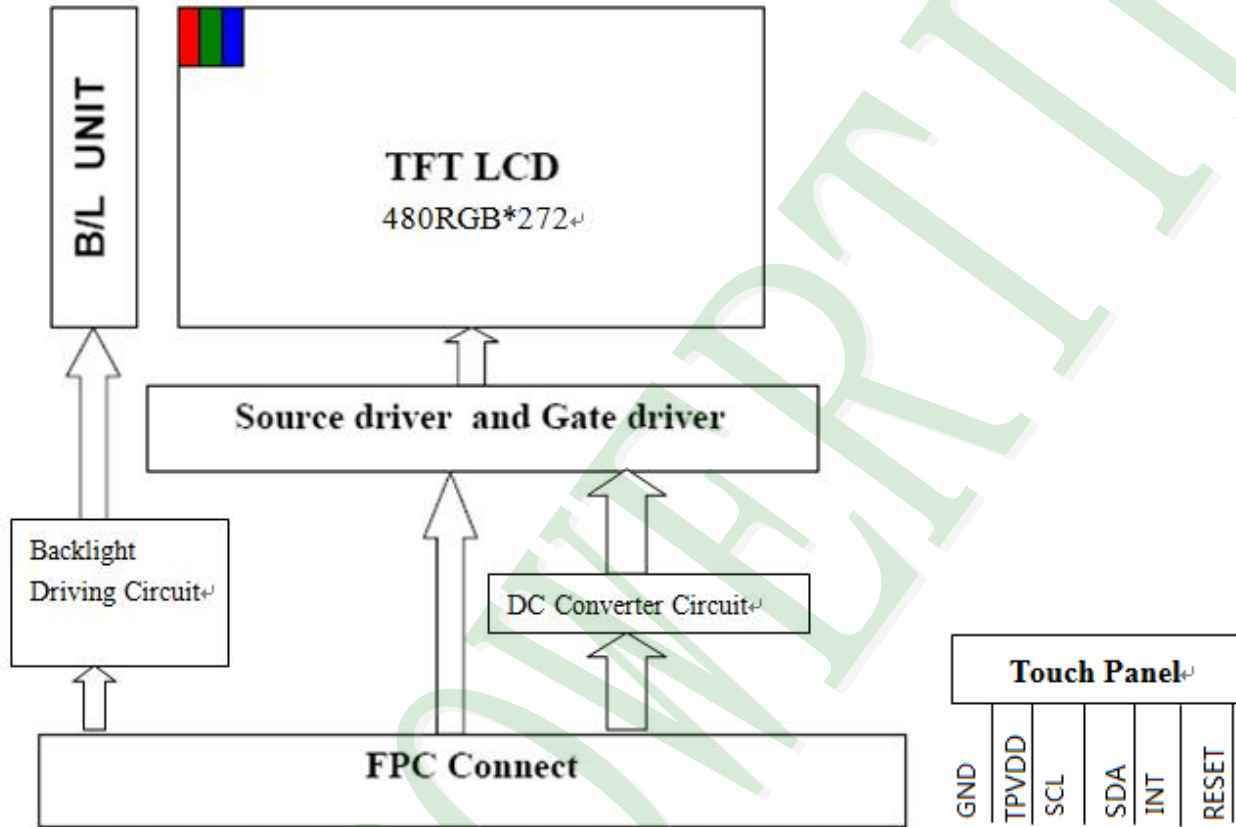 B/L UNIT
TFT LCD
480RGB*272↵
Source driver and Gate driver
Backlight
Driving Circuit↵
DC Converter Circuit↵
FPC Connect
Touch Panel↵
GND
TPVDD
SCL
SDA
INT
RESET